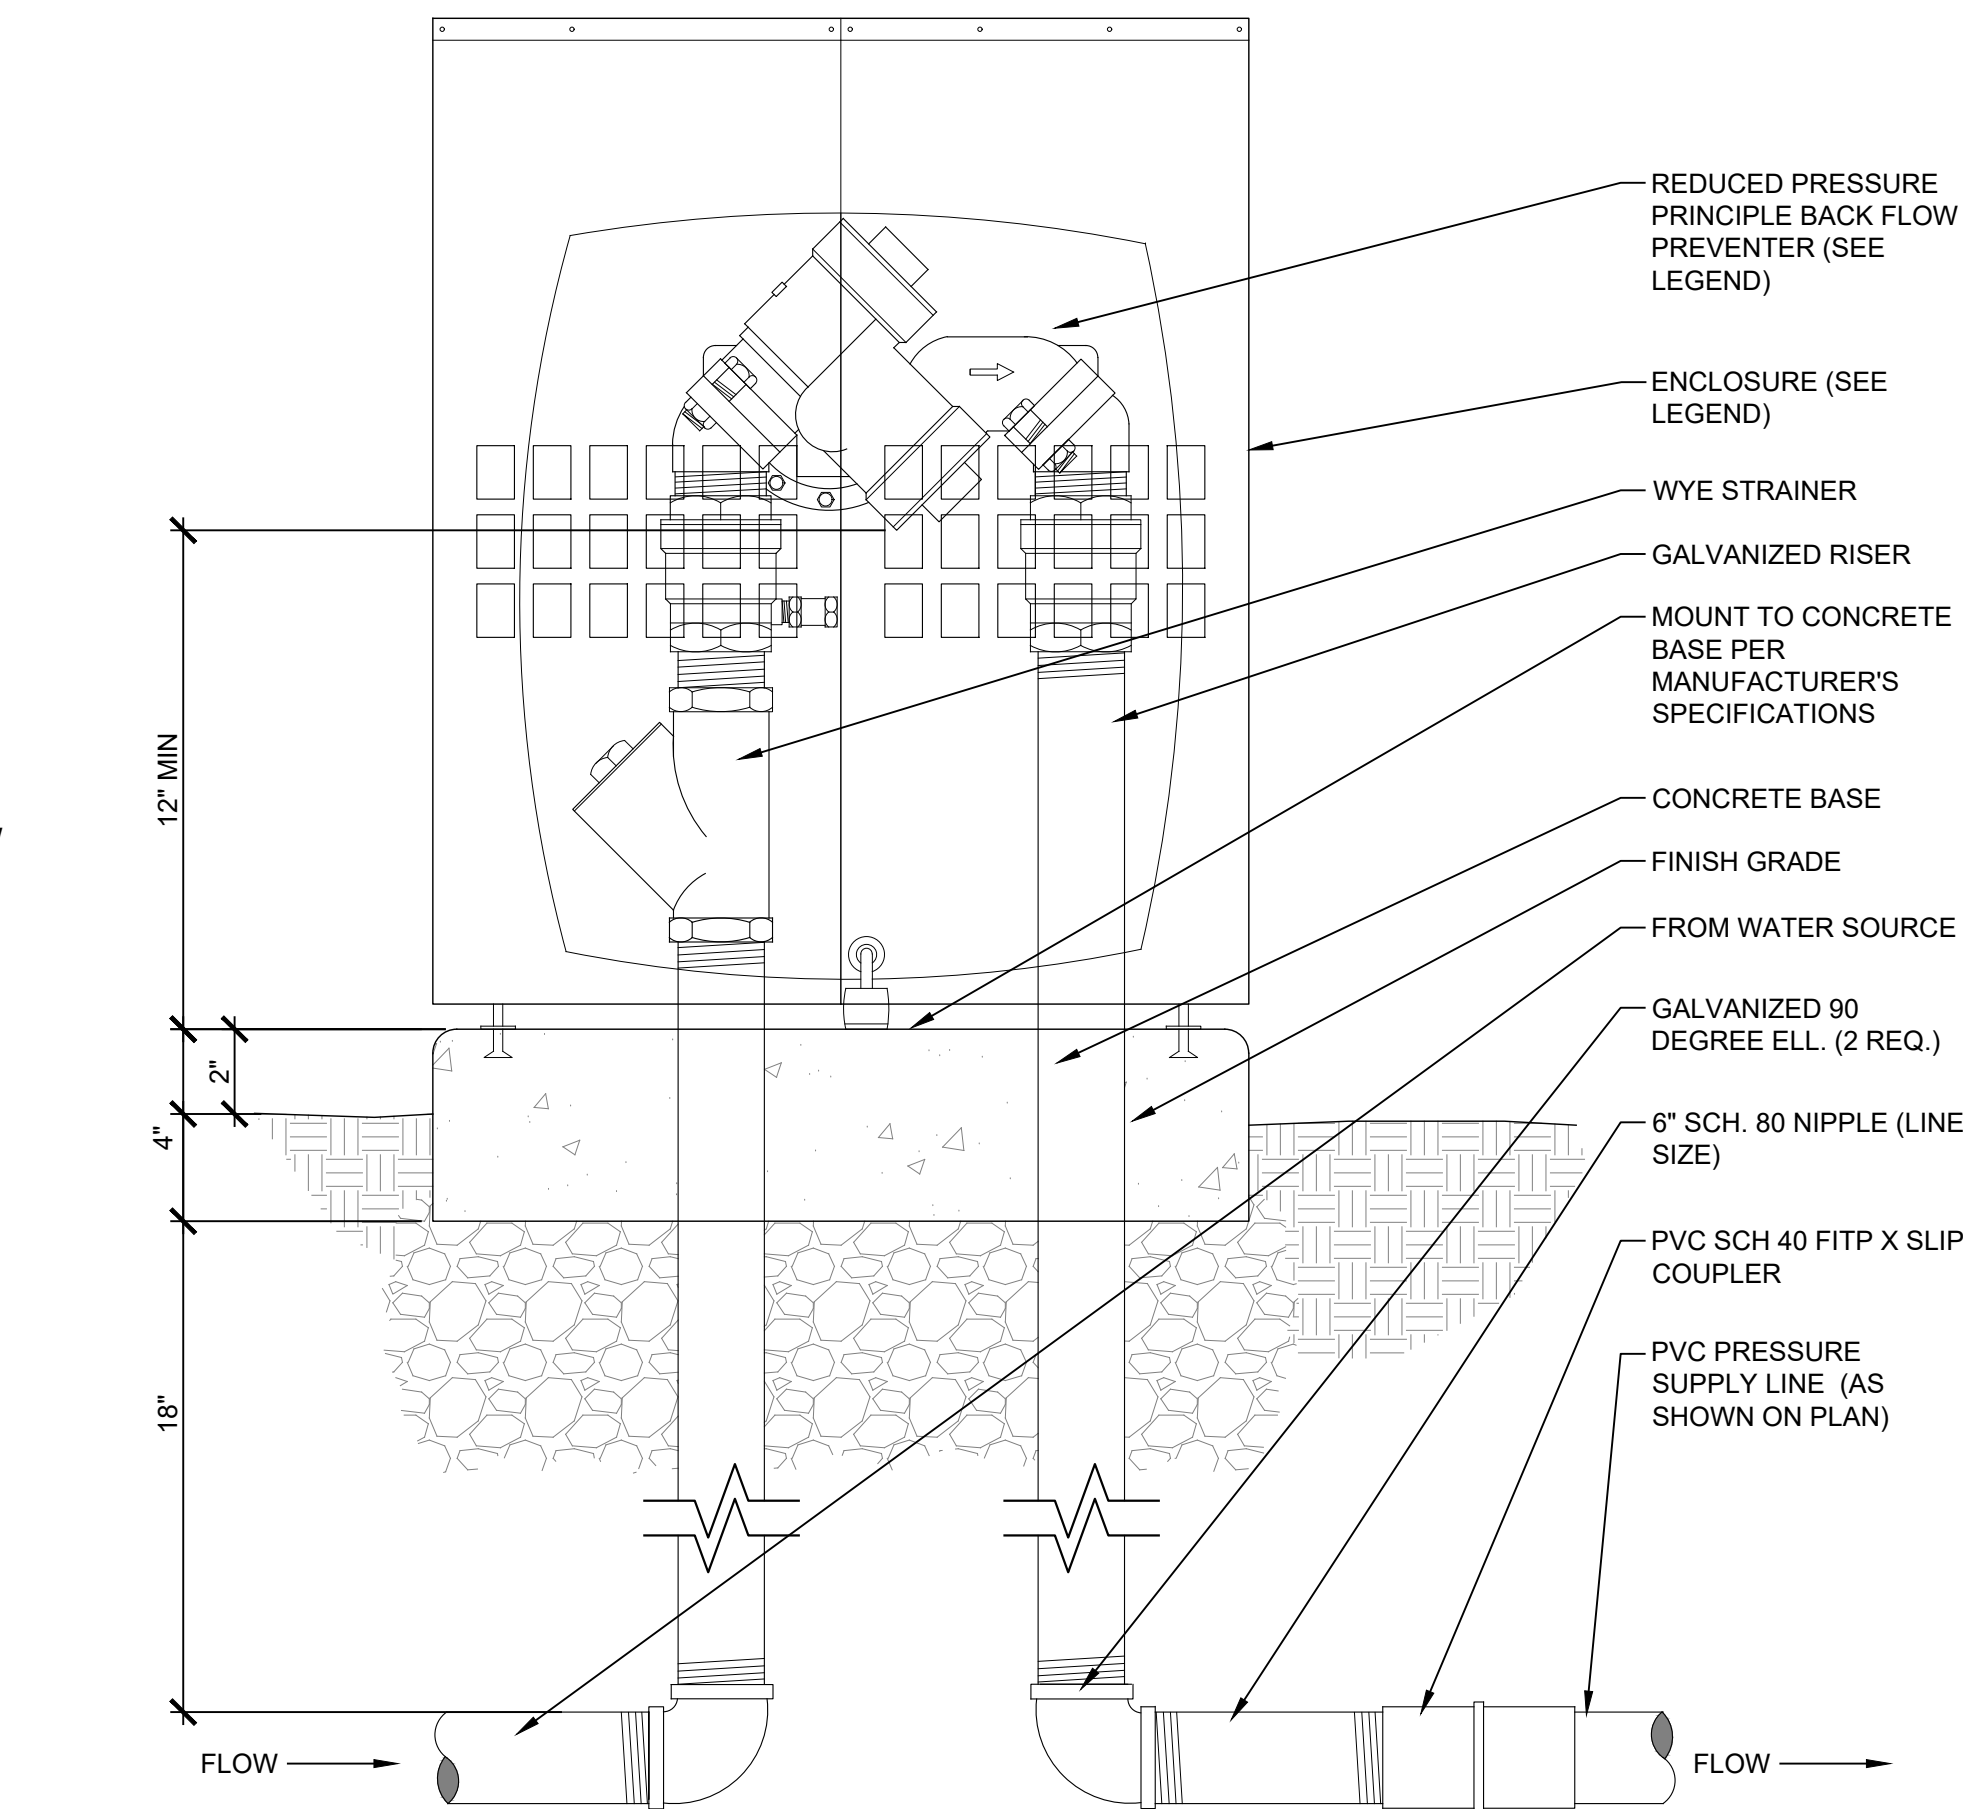 REDUCED PRESSURE
PRINCIPLE BACK FLOW
PREVENTER (SEE
LEGEND)
ENCLOSURE (SEE
LEGEND)
WYE STRAINER
GALVANIZED RISER
MOUNT TO CONCRETE
BASE PER
MANUFACTURER'S
SPECIFICATIONS
CONCRETE BASE
FINISH GRADE
FROM WATER SOURCE
GALVANIZED 90
DEGREE ELL. (2 REQ.)
6" SCH. 80 NIPPLE (LINE
SIZE)
PVC SCH 40 FITP X SLIP
COUPLER
PVC PRESSURE
SUPPLY LINE (AS
SHOWN ON PLAN)
12" MIN
2"
4"
18"
FLOW
FLOW